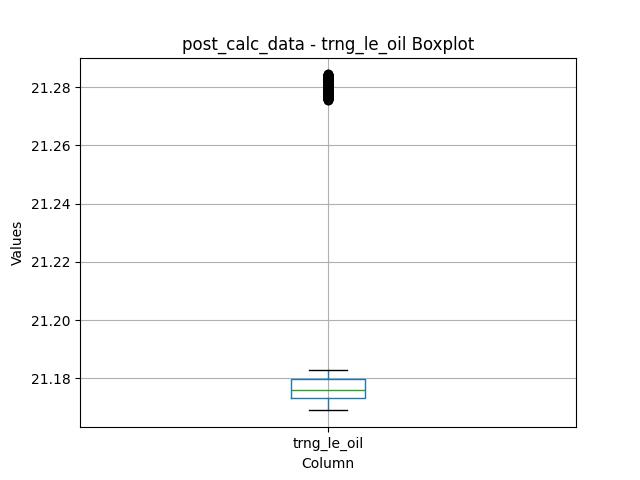 post_calc_data - trng_le_oil Boxplot
21.28
21.26
21.24
21.22
21.20
21.18
Values
trng_le_oil
Column